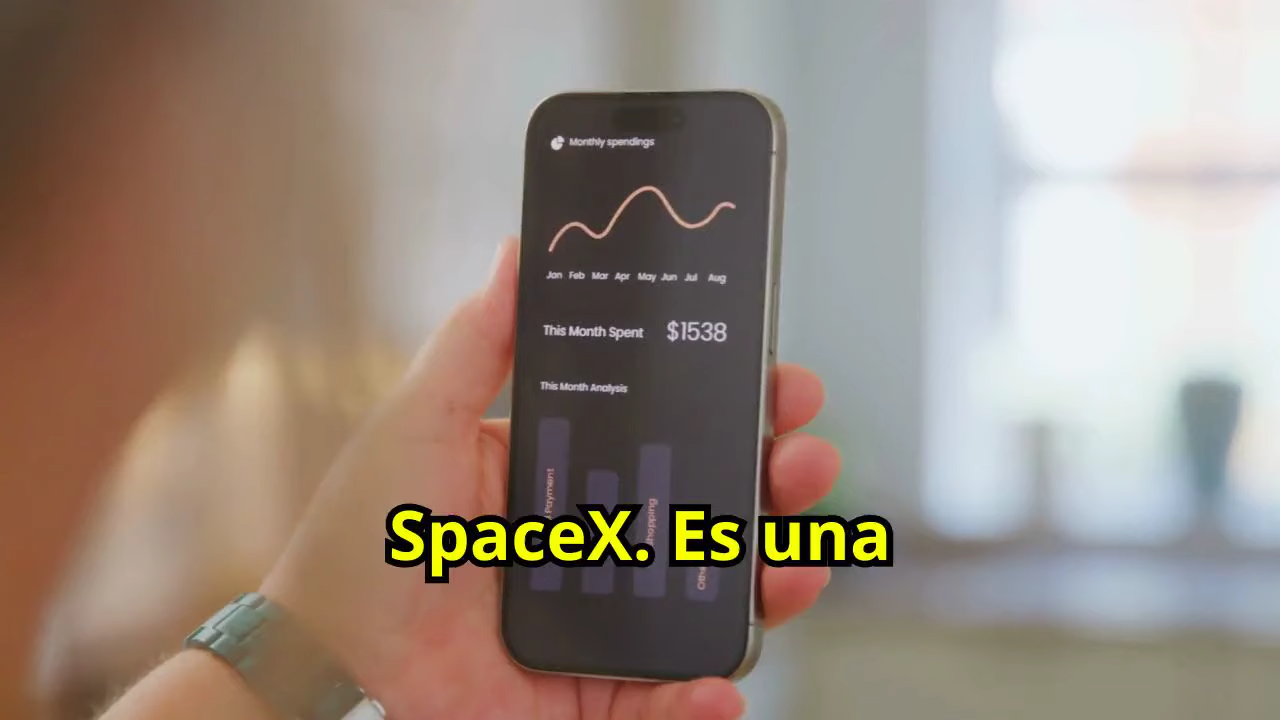 Monthly spendings
Jan Feb Mar Apr May Jun Jul Aug
This Month Spent $1538
This Month Analysis
Payment
SpaceX. Es una